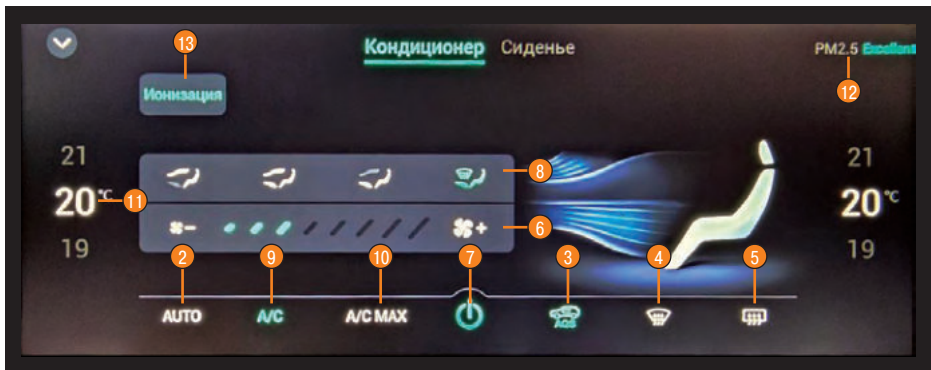 13
Кондиционер Сиденье
PM2.5 Excellent
12
Ионизация
21
21
8
20°C
11
20°C
6
19
19
2
9
10
7
3
4
5
AUTO
A/C
A/C MAX
AQS